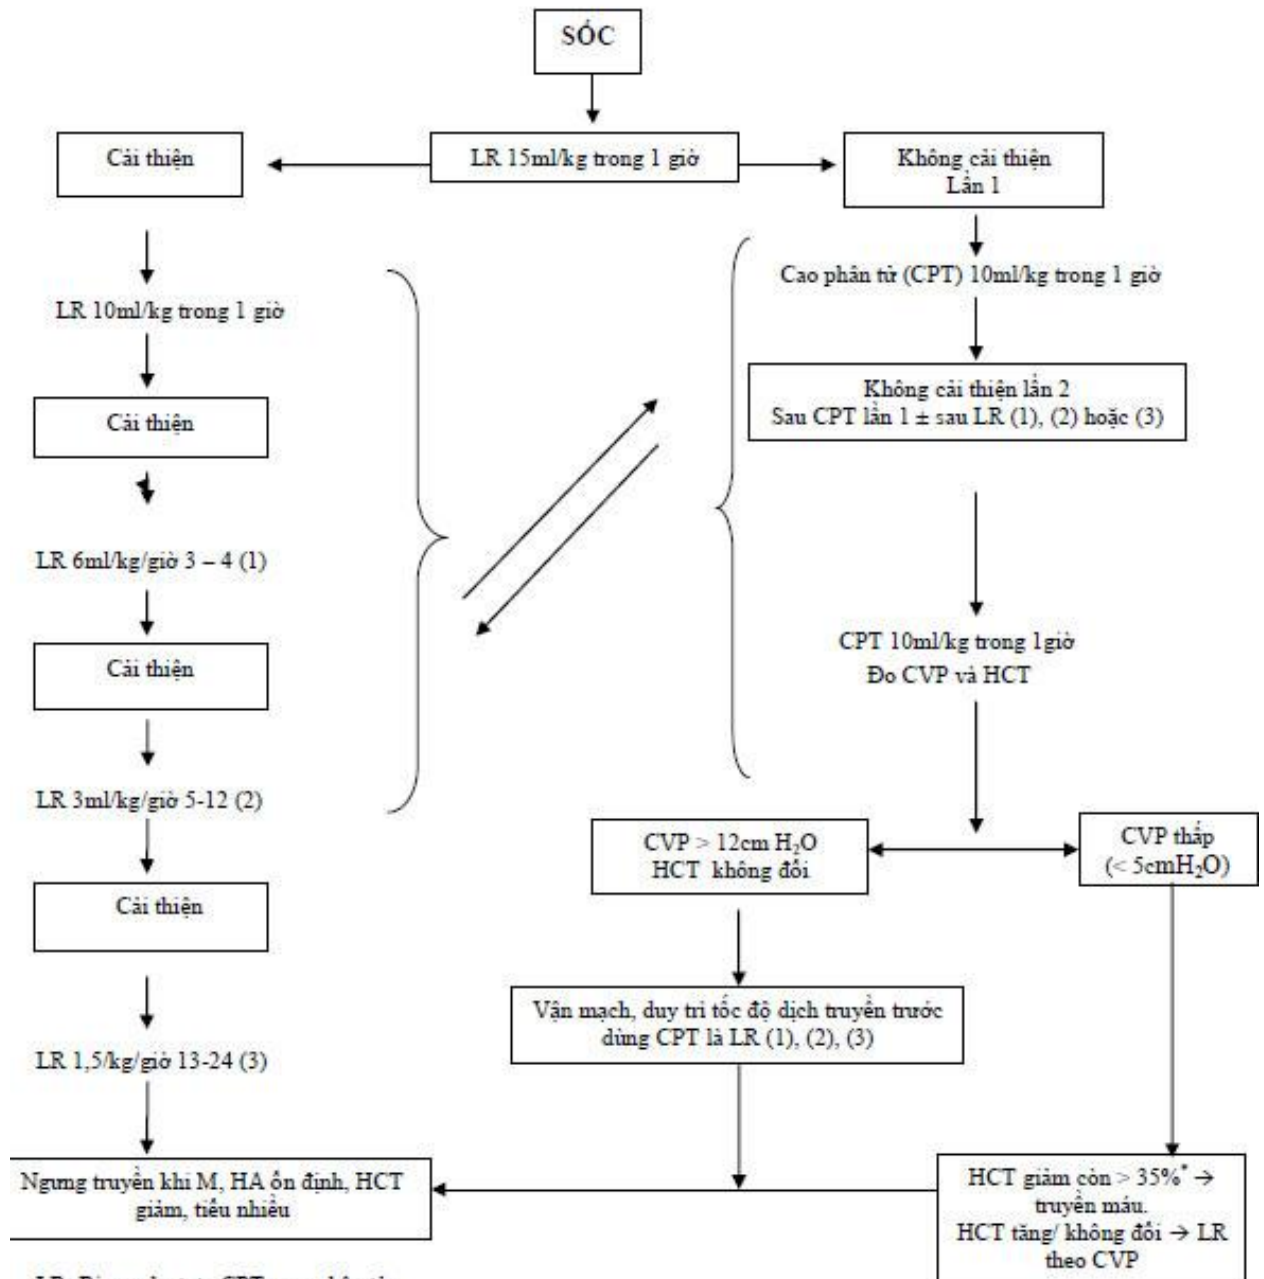 SỐC
Cải thiện
LR 15ml/kg trong 1 giờ
Không cải thiện
Lần 1
LR 10ml/kg trong 1 giờ
Cao phân tử (CPT) 10ml/kg trong 1 giờ
Cải thiện
Không cải thiện lần 2
Sau CPT lần 1 ± sau LR (1), (2) hoặc (3)
LR 6ml/kg/giờ 3 – 4 (1)
Cải thiện
CPT 10ml/kg trong 1giờ
Đo CVP và HCT
LR 3ml/kg/giờ 5-12 (2)
CVP > 12cm H₂O
HCT không đổi
CVP thấp
(< 5cmH₂O)
Cải thiện
Vận mạch, duy trì tốc độ dịch truyền trước
dùng CPT là LR (1), (2), (3)
LR 1,5/kg/giờ 13-24 (3)
Ngưng truyền khi M, HA ổn định, HCT
giảm, tiểu nhiều
HCT giảm còn > 35%* →
truyền máu.
HCT tăng/ không đổi → LR
theo CVP